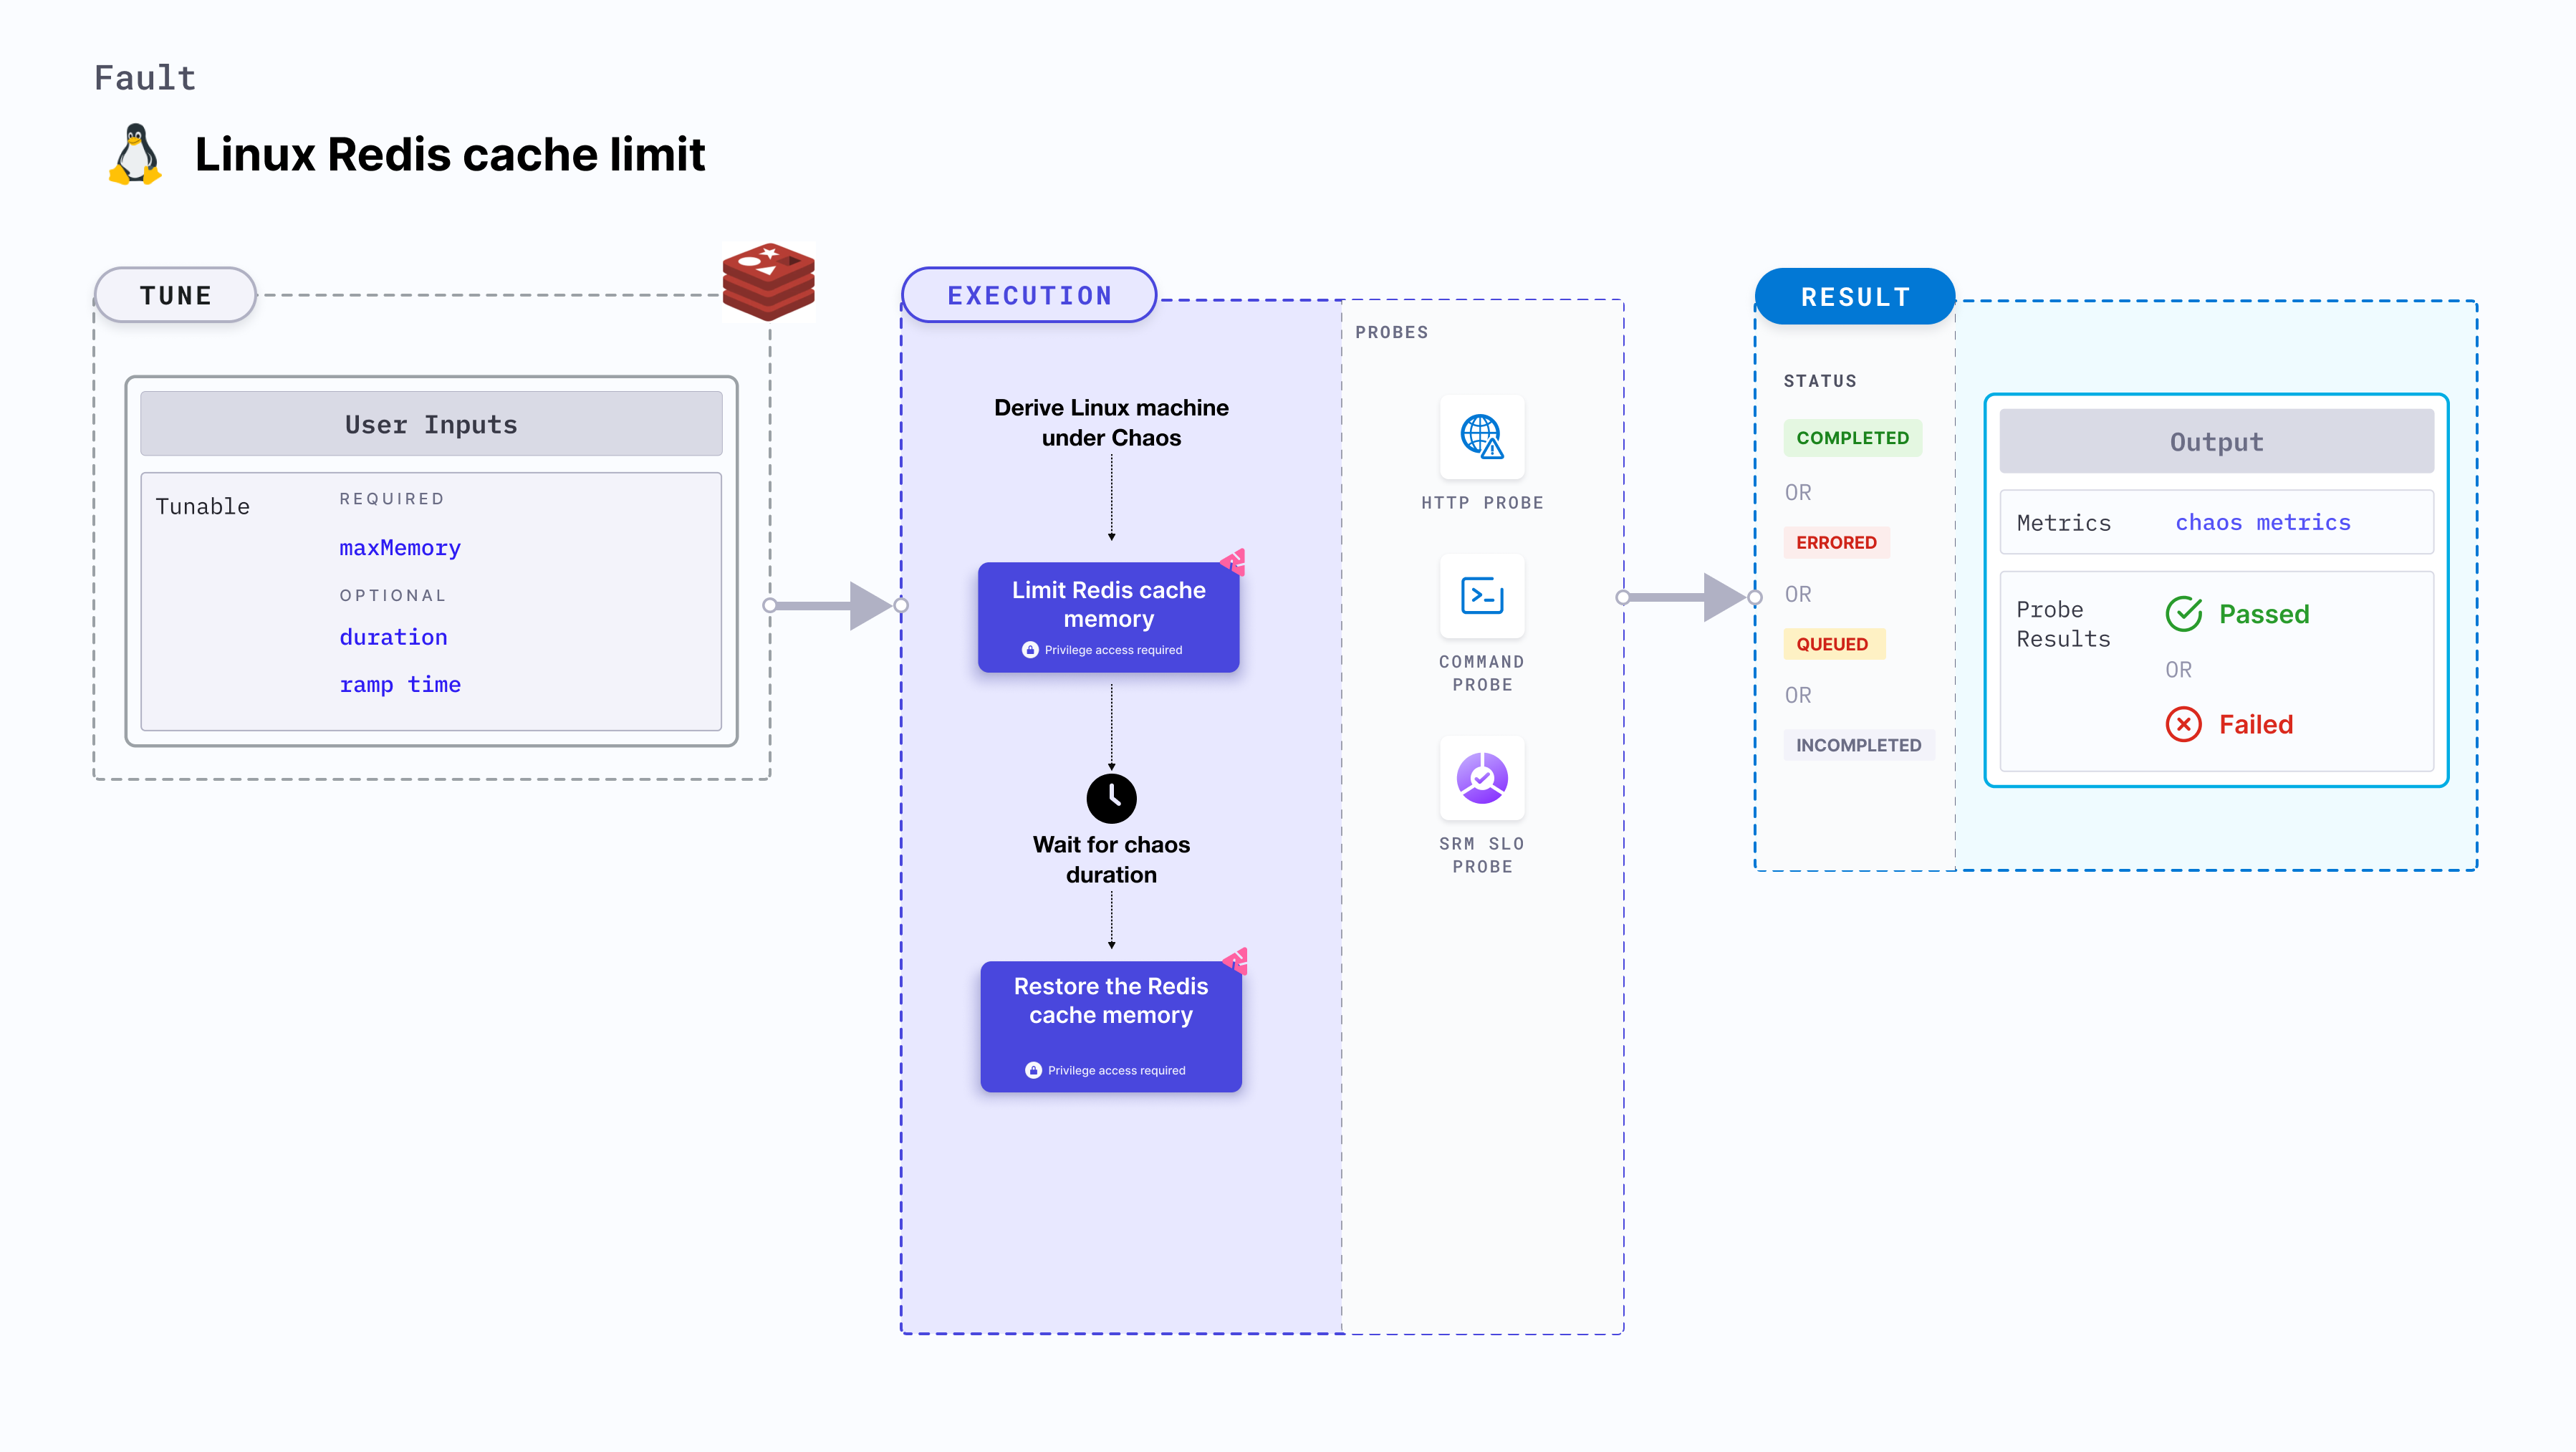 Fault
Linux Redis cache limit
TUNE
User Inputs
Tunable
REQUIRED
maxMemory
OPTIONAL
duration
ramp time
EXECUTION
Derive Linux machine
under Chaos
Limit Redis cache
memory
Privilege access required
Wait for chaos
duration
Restore the Redis
cache memory
Privilege access required
PROBES
HTTP PROBE
COMMAND
PROBE
SRM SLO
PROBE
RESULT
STATUS
COMPLETED
OR
ERRORED
OR
QUEUED
OR
INCOMPLETED
Output
Metrics
chaos metrics
Probe
Results
Passed
OR
Failed